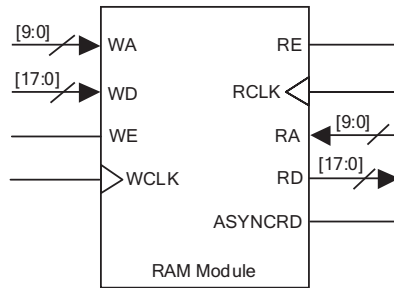 [9:0]
WA
RE
[17:0]
WD
RCLK
WE
RA
[9:0]
WCLK
RD
[17:0]
ASYNCRD
RAM Module